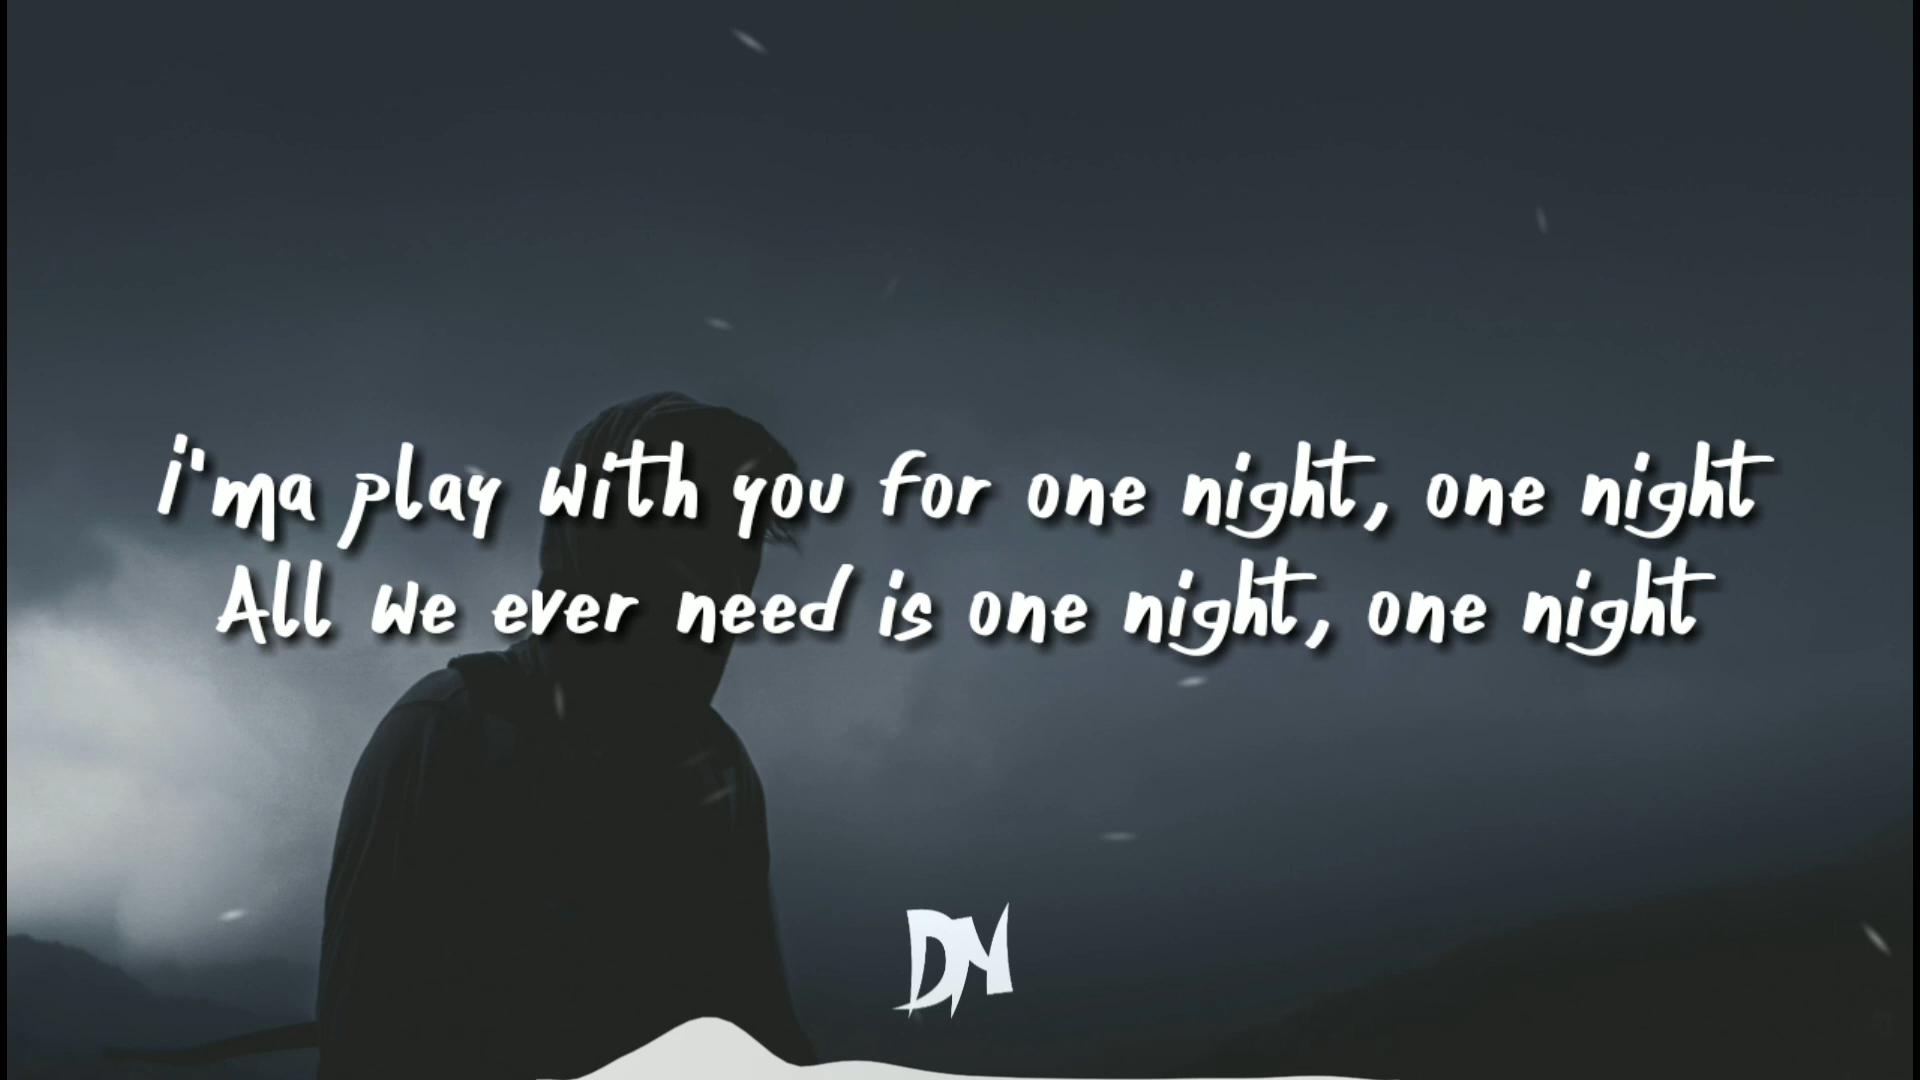 i'ma play with you for one night, one night
All we ever need is one night, one night
DN